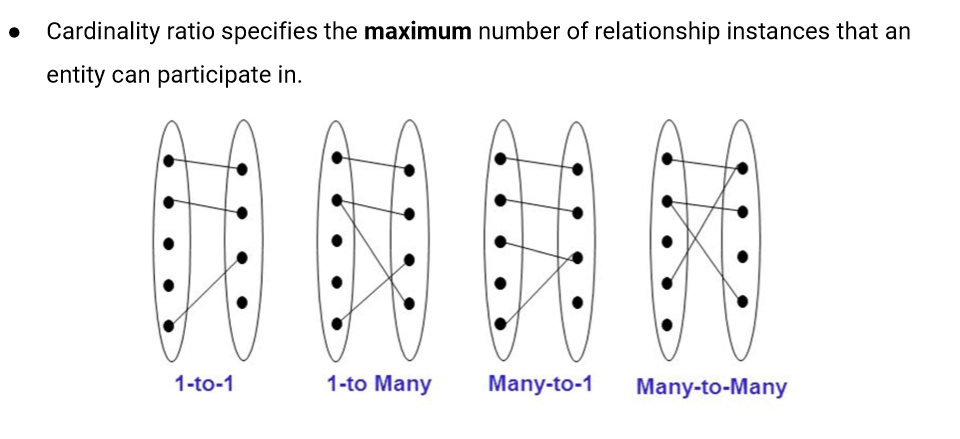 ● Cardinality ratio specifies the maximum number of relationship instances that an
entity can participate in.
1-to-1
1-to Many
Many-to-1
Many-to-Many